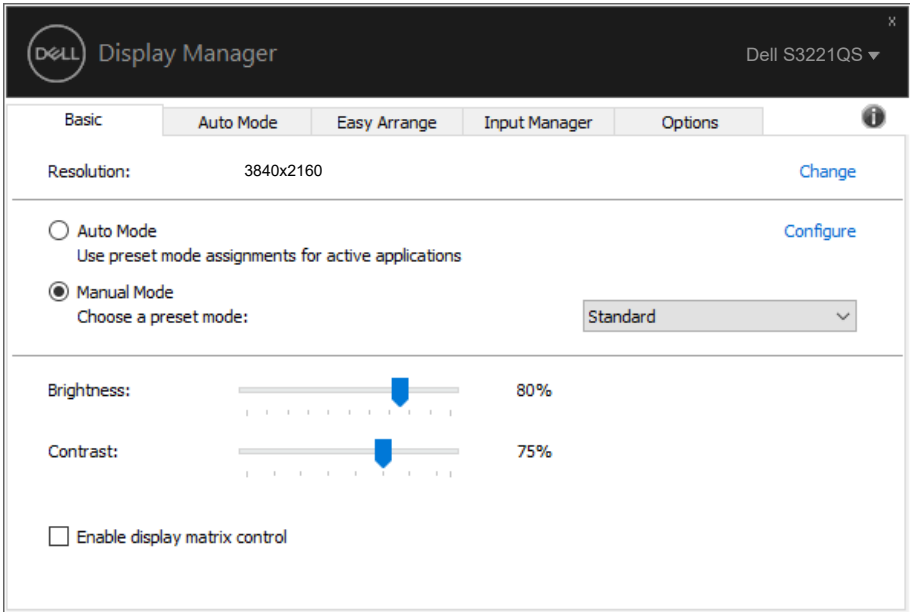 x
DELL Display Manager
Dell S3221QS
Basic Auto Mode Easy Arrange Input Manager Options
Resolution: 3840x2160 Change
Auto Mode Configure
Use preset mode assignments for active applications
Manual Mode
Choose a preset mode: Standard
Brightness: 80%
Contrast: 75%
Enable display matrix control